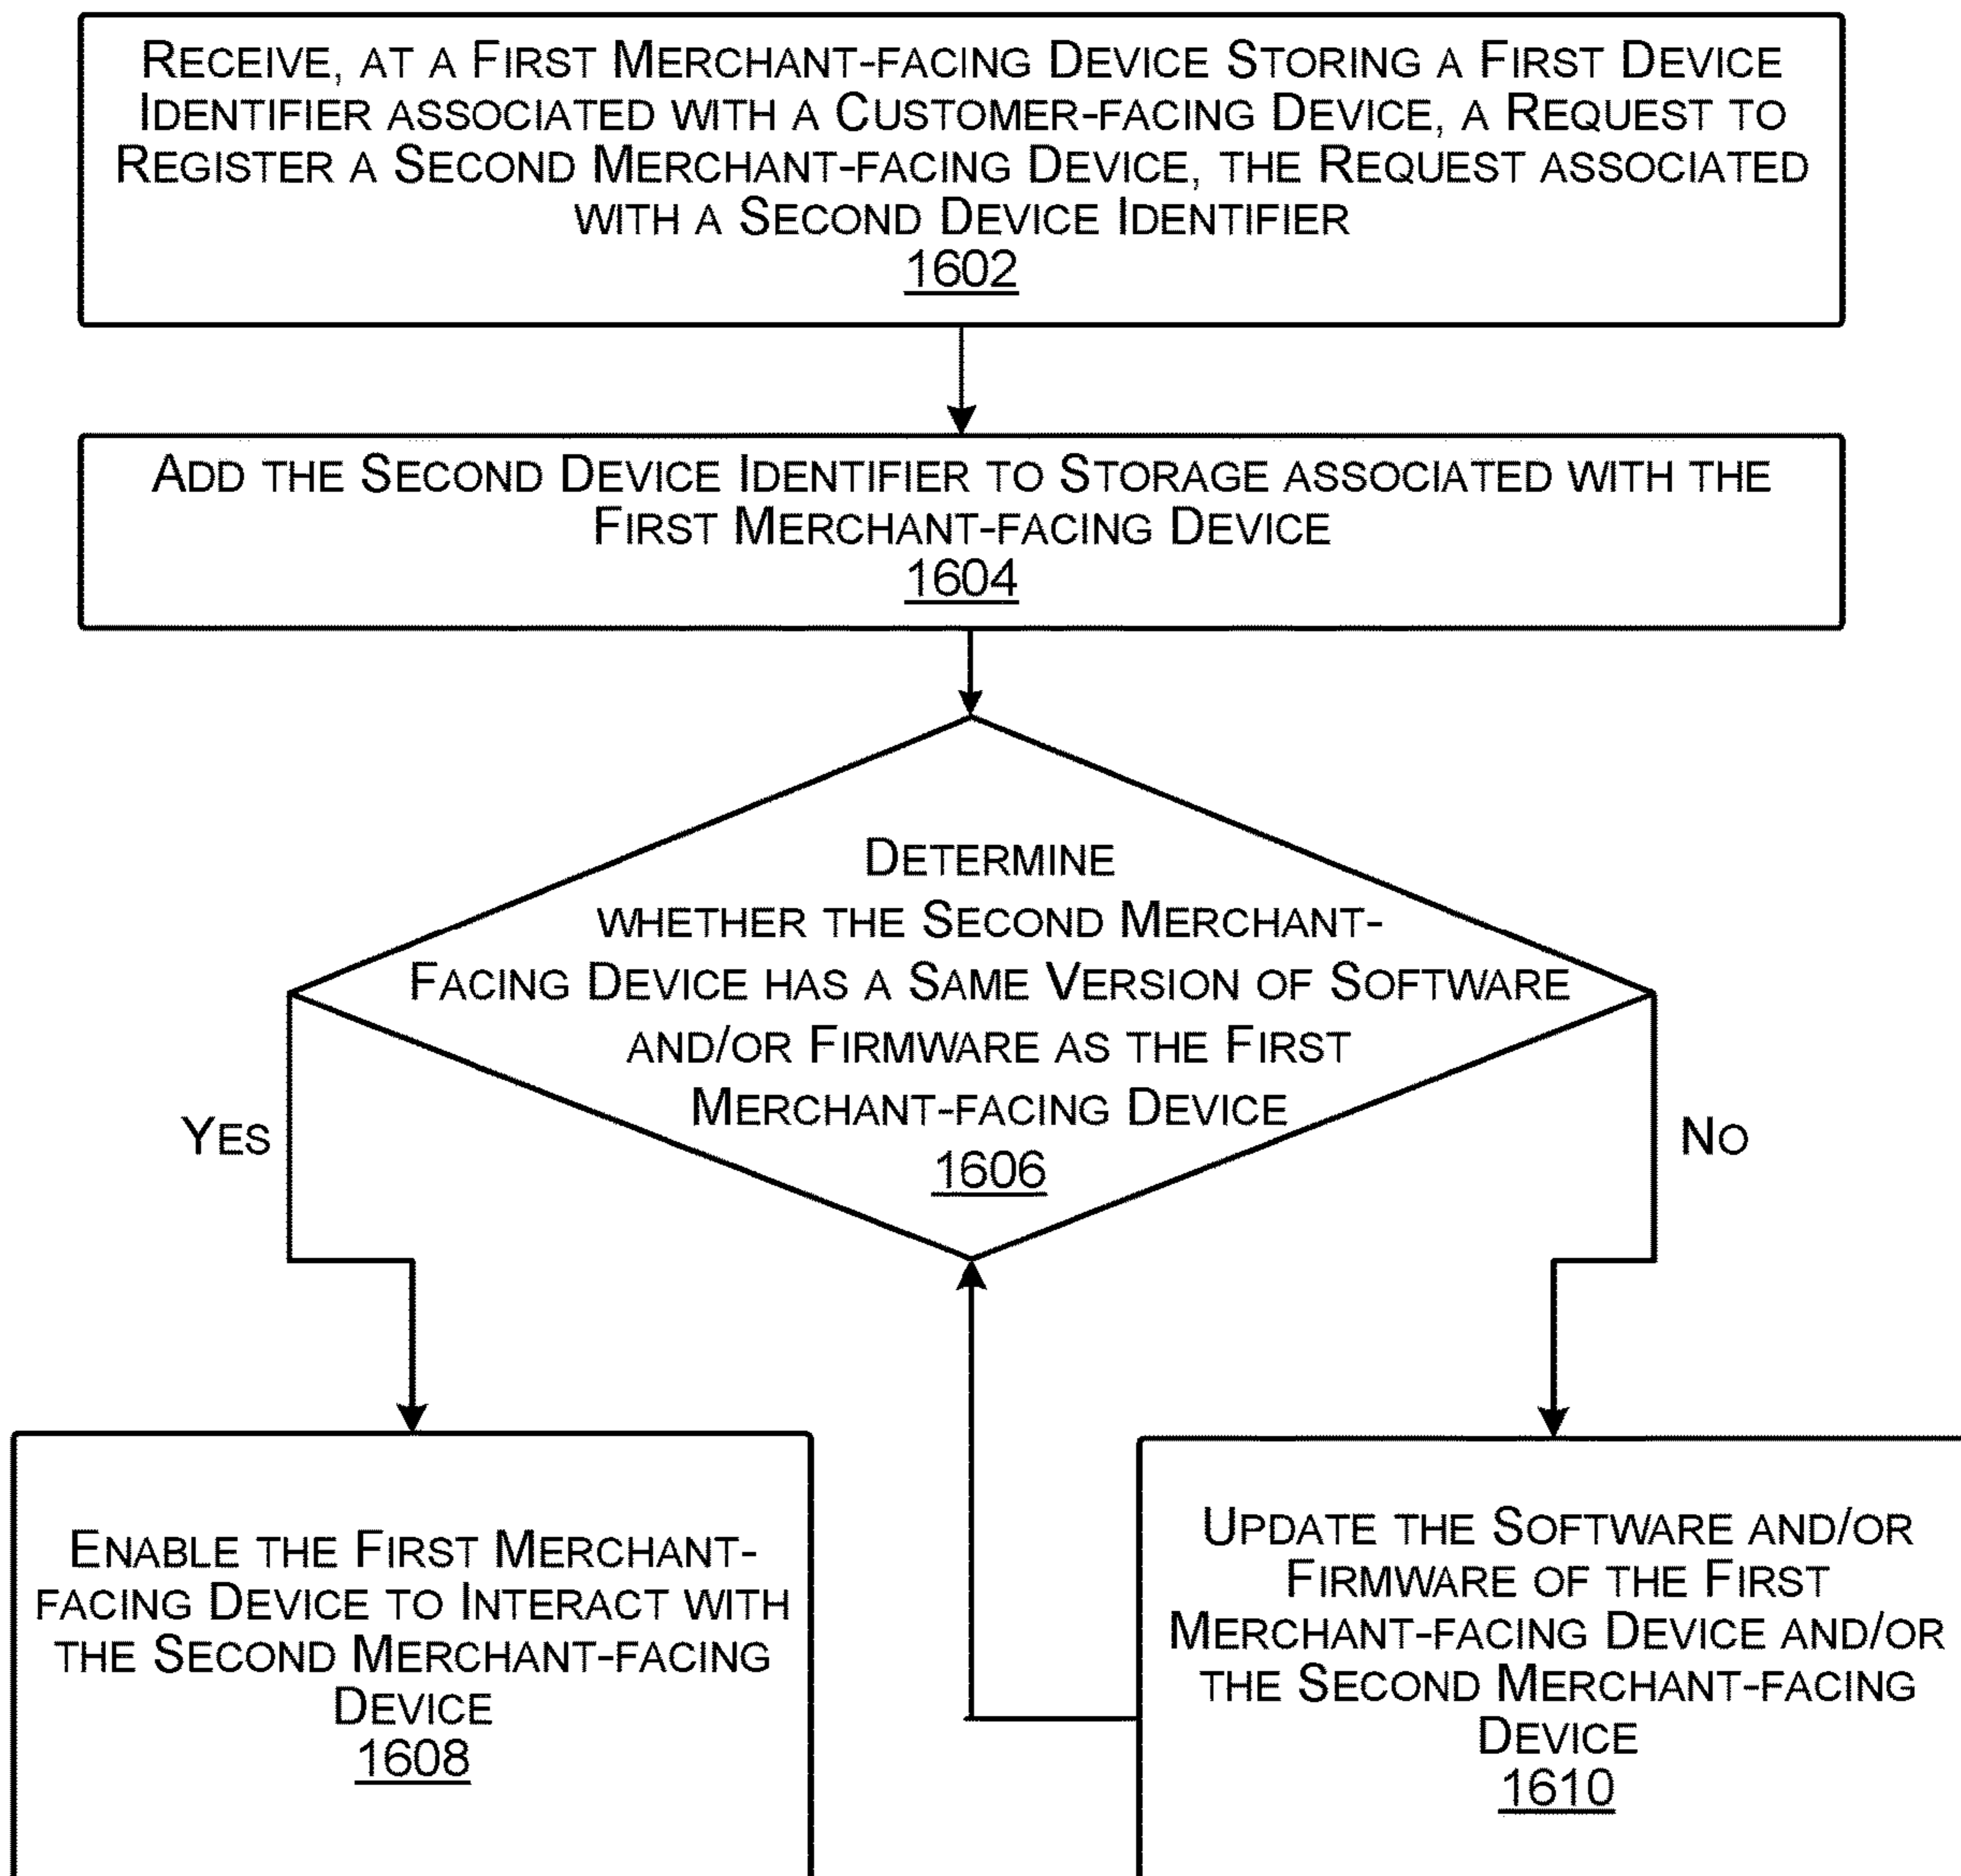 RECEIVE, AT A FIRST MERCHANT-FACING DEVICE STORING A FIRST DEVICE
IDENTIFIER ASSOCIATED WITH A CUSTOMER-FACING DEVICE, A REQUEST TO
REGISTER A SECOND MERCHANT-FACING DEVICE, THE REQUEST ASSOCIATED
WITH A SECOND DEVICE IDENTIFIER
1602
ADD THE SECOND DEVICE IDENTIFIER TO STORAGE ASSOCIATED WITH THE
FIRST MERCHANT-FACING DEVICE
1604
DETERMINE
WHETHER THE SECOND MERCHANT-
FACING DEVICE HAS A SAME VERSION OF SOFTWARE
AND/OR FIRMWARE AS THE FIRST
MERCHANT-FACING DEVICE
1606
YES
NO
ENABLE THE FIRST MERCHANT-
FACING DEVICE TO INTERACT WITH
THE SECOND MERCHANT-FACING
DEVICE
1608
UPDATE THE SOFTWARE AND/OR
FIRMWARE OF THE FIRST
MERCHANT-FACING DEVICE AND/OR
THE SECOND MERCHANT-FACING
DEVICE
1610